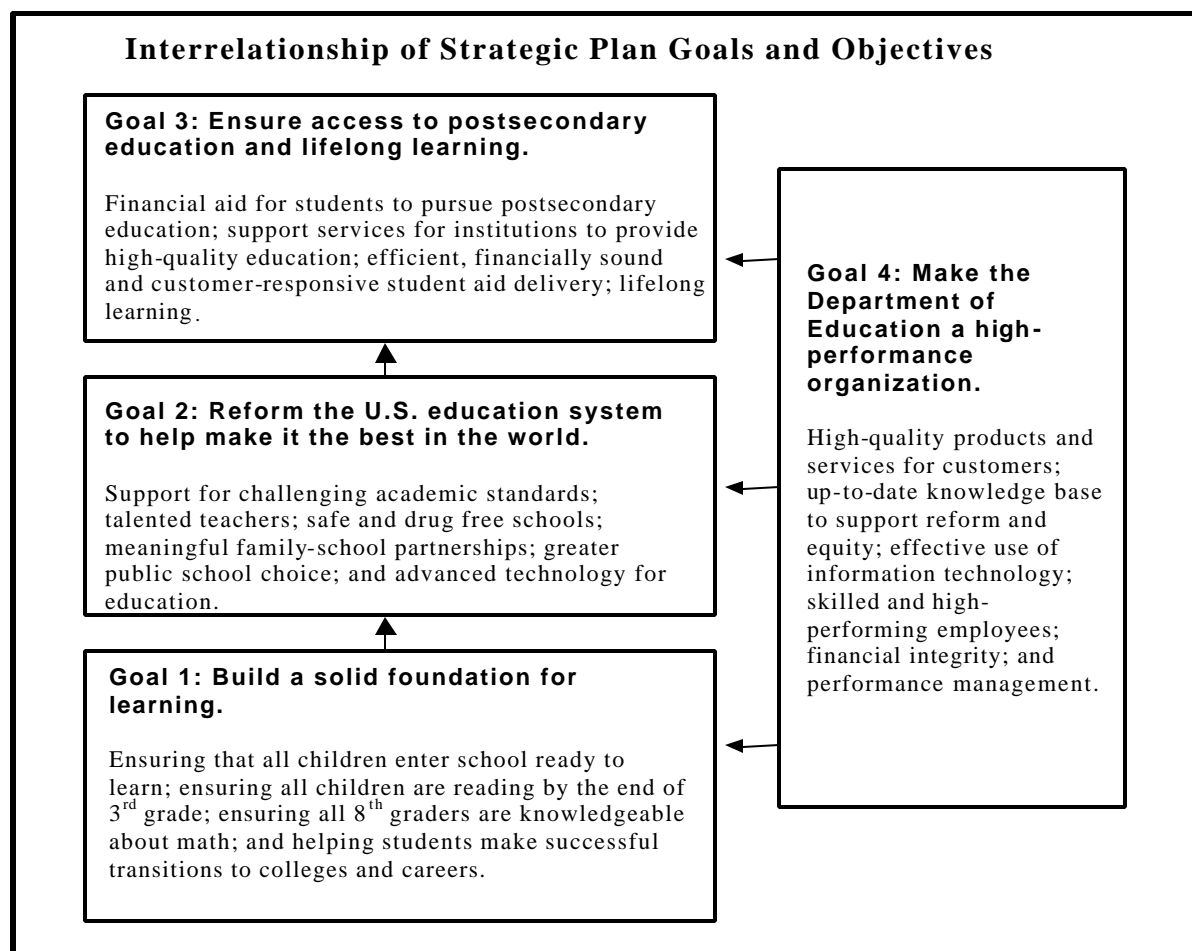 Interrelationship of Strategic Plan Goals and Objectives
Goal 3: Ensure access to postsecondary
education and lifelong learning.
Financial aid for students to pursue postsecondary
education; support services for institutions to provide
high-quality education; efficient, financially sound
and customer-responsive student aid delivery; lifelong
learning.
Goal 2: Reform the U.S. education system
to help make it the best in the world.
Support for challenging academic standards;
talented teachers; safe and drug free schools;
meaningful family-school partnerships; greater
public school choice; and advanced technology for
education.
Goal 1: Build a solid foundation for
learning.
Ensuring that all children enter school ready to
learn; ensuring all children are reading by the end of
3rd grade; ensuring all 8th graders are knowledgeable
about math; and helping students make successful
transitions to colleges and careers.
Goal 4: Make the
Department of
Education a high-
performance
organization.
High-quality products and
services for customers;
up-to-date knowledge base
to support reform and
equity; effective use of
information technology;
skilled and high-
performing employees;
financial integrity; and
performance management.